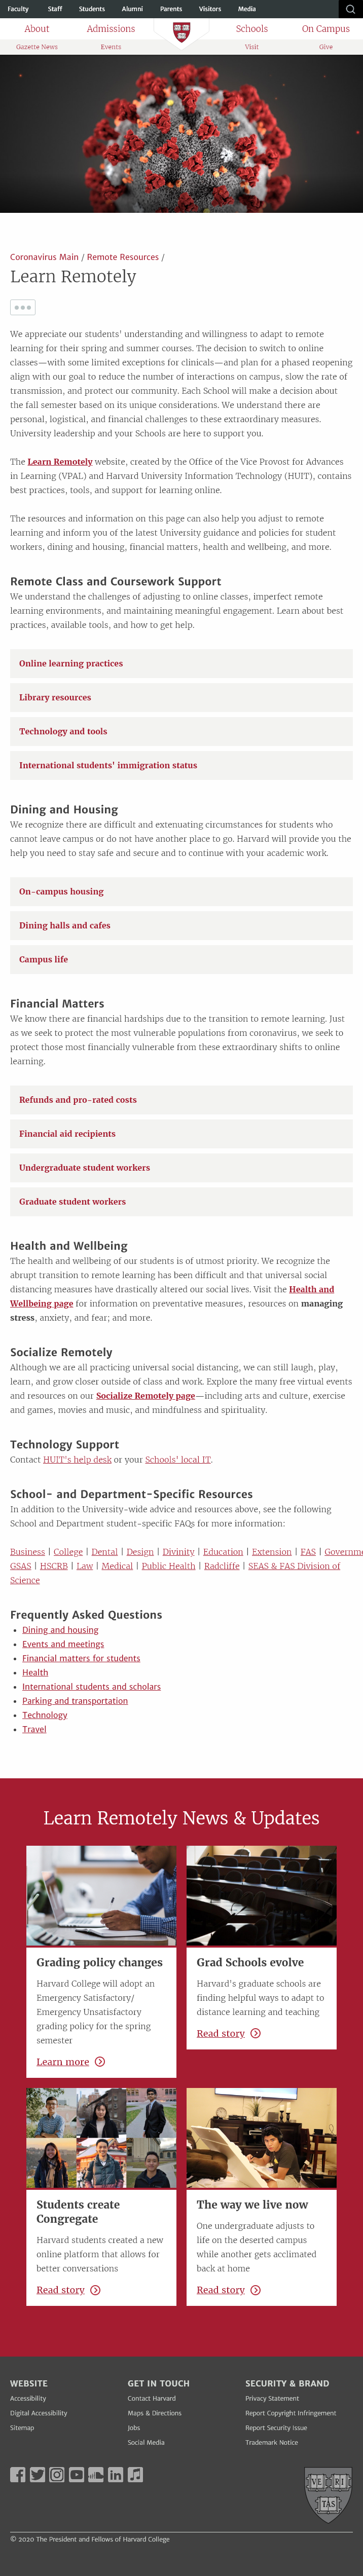 Faculty Staff Students Alumni Parents Visitors Media
About Admissions Schools On Campus
Gazette News Events Visit Give
Coronavirus Main / Remote Resources /
Learn Remotely
We appreciate our students' understanding and willingness to adapt to remote
learning for their spring and summer courses. The decision to switch to online
classes—with some limited exceptions for clinicals—and plan for a phased reopening
align with our goal to reduce the number of interactions on campus, slow the rate of
transmission, and protect our community. Each School will make a decision about
the fall semesters based on its unique considerations. We understand there are
personal, logistical, and financial challenges to these extraordinary measures.
University leadership and your Schools are here to support you.
The Learn Remotely website, created by the Office of the Vice Provost for Advances
in Learning (VPAL) and Harvard University Information Technology (HUIT), contains
best practices, tools, and support for learning online.
The resources and information on this page can also help you adjust to remote
learning and inform you of the latest University guidance and policies for student
workers, dining and housing, financial matters, health and wellbeing, and more.
Remote Class and Coursework Support
We understand the challenges of adjusting to online classes, imperfect remote
learning environments, and maintaining meaningful engagement. Learn about best
practices, available tools, and how to get help.
Online learning practices
Library resources
Technology and tools
International students' immigration status
Dining and Housing
We recognize there are difficult and extenuating circumstances for students who
cannot leave campus or do not have another place to go. Harvard will provide you the
help you need to stay safe and secure and to continue with your academic work.
On-campus housing
Dining halls and cafes
Campus life
Financial Matters
We know there are financial hardships due to the transition to remote learning. Just
as we seek to protect the most vulnerable populations from coronavirus, we seek to
protect those most financially vulnerable from these extraordinary shifts to online
learning.
Refunds and pro-rated costs
Financial aid recipients
Undergraduate student workers
Graduate student workers
Health and Wellbeing
The health and wellbeing of our students is of utmost priority. We recognize the
abrupt transition to remote learning has been difficult and that universal social
distancing measures have drastically altered our social lives. Visit the Health and
Wellbeing page for information on preventative measures, resources on managing
stress, anxiety, and fear; and more.
Socialize Remotely
Although we are all practicing universal social distancing, we can still laugh, play,
learn, and grow closer outside of class and work. Explore the many free virtual events
and resources on our Socialize Remotely page—including arts and culture, exercise
and games, movies and music, and mindfulness and spirituality.
Technology Support
Contact HUIT's help desk or your Schools' local IT.
School- and Department-Specific Resources
In addition to the University-wide advice and resources above, see the following
School and Department student-specific FAQs for more information:
Business | College | Dental | Design | Divinity | Education | Extension | FAS | Governme
GSAS | HSCRB | Law | Medical | Public Health | Radcliffe | SEAS & FAS Division of
Science
Frequently Asked Questions
Dining and housing
Events and meetings
Financial matters for students
Health
International students and scholars
Parking and transportation
Technology
Travel
Learn Remotely News & Updates
Grading policy changes
Harvard College will adopt an
Emergency Satisfactory/
Emergency Unsatisfactory
grading policy for the spring
semester
Learn more
Grad Schools evolve
Harvard's graduate schools are
finding helpful ways to adapt to
distance learning and teaching
Read story
Students create
Congregate
Harvard students created a new
online platform that allows for
better conversations
Read story
The way we live now
One undergraduate adjusts to
life on the deserted campus
while another gets acclimated
back at home
Read story
WEBSITE
Accessibility
Digital Accessibility
Sitemap
GET IN TOUCH
Contact Harvard
Maps & Directions
Jobs
Social Media
SECURITY & BRAND
Privacy Statement
Report Copyright Infringement
Report Security Issue
Trademark Notice
VE RI
TAS
© 2020 The President and Fellows of Harvard College